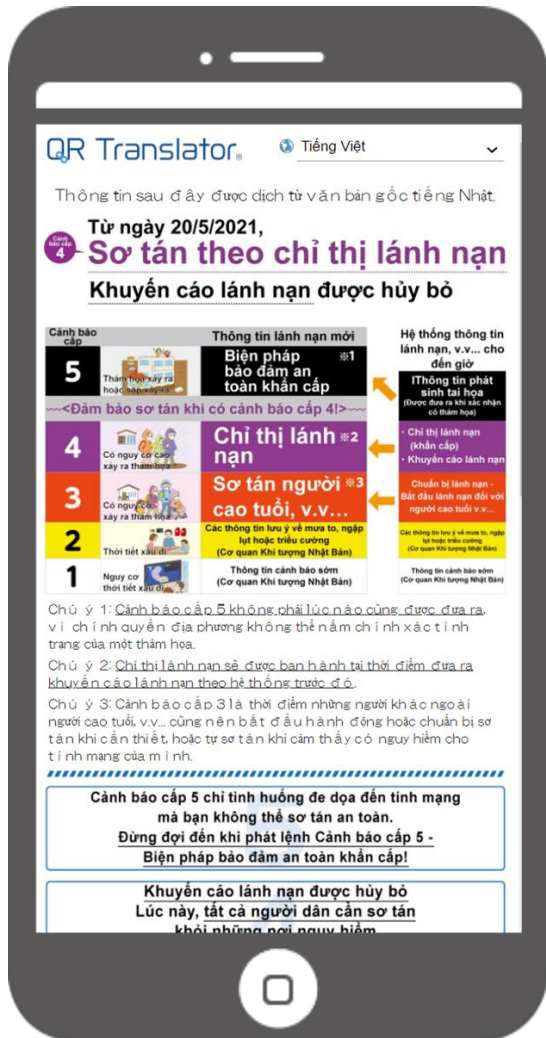 QR Translator®
Tiếng Việt
Thông tin sau đây được dịch từ văn bản gốc tiếng Nhật.
Từ ngày 20/5/2021,
Cảnh báo cấp 4
Sơ tán theo chỉ thị lánh nạn
Khuyến cáo lánh nạn được hủy bỏ
Cảnh báo cấp
Thông tin lánh nạn mới
Hệ thống thông tin lánh nạn, v.v... cho đến giờ
5
Thảm họa xảy ra hoặc sắp xảy ra
Biện pháp ※1
bảo đảm an
toàn khẩn cấp
IThông tin phát
sinh tai họa
(Được đưa ra khi xác nhận
có thảm họa)
<Đảm bảo sơ tán khi có cảnh báo cấp 4!>
4
Có nguy cơ cao
xảy ra thảm họa
Chỉ thị lánh ※2
nạn
・Chỉ thị lánh nạn
(khẩn cấp)
・Khuyến cáo lánh nạn
3
Có nguy cơ
xảy ra thảm họa
Sơ tán người ※3
cao tuổi, v.v...
Chuẩn bị lánh nạn -
Bắt đầu lánh nạn đối với
người cao tuổi v.v...
2
Thời tiết xấu đi
Các thông tin lưu ý về mưa to, ngập
lụt hoặc triều cường
(Cơ quan Khí tượng Nhật Bản)
Các thông tin lưu ý về mưa to, ngập
lụt hoặc triều cường
(Cơ quan Khí tượng Nhật Bản)
1
Nguy cơ
thời tiết xấu đi
Thông tin cảnh báo sớm
(Cơ quan Khí tượng Nhật Bản)
Thông tin cảnh báo sớm
(Cơ quan Khí tượng Nhật Bản)
Chú ý 1: Cảnh báo cấp 5 không phải lúc nào cũng được đưa ra,
vì chính quyền địa phương không thể nắm chính xác tình
trạng của một thảm họa.
Chú ý 2: Chỉ thị lánh nạn sẽ được ban hành tại thời điểm đưa ra
khuyến cáo lánh nạn theo hệ thống trước đó.
Chú ý 3: Cảnh báo cấp 3 là thời điểm những người khác ngoài
người cao tuổi, v.v... cũng nên bắt đầu hành động hoặc chuẩn bị sơ
tán khi cần thiết, hoặc tự sơ tán khi cảm thấy có nguy hiểm cho
tính mạng của mình.
Cảnh báo cấp 5 chỉ tình huống đe dọa đến tính mạng
mà bạn không thể sơ tán an toàn.
Đừng đợi đến khi phát lệnh Cảnh báo cấp 5 -
Biện pháp bảo đảm an toàn khẩn cấp!
Khuyến cáo lánh nạn được hủy bỏ
Lúc này, tất cả người dân cần sơ tán
khỏi những nơi nguy hiểm